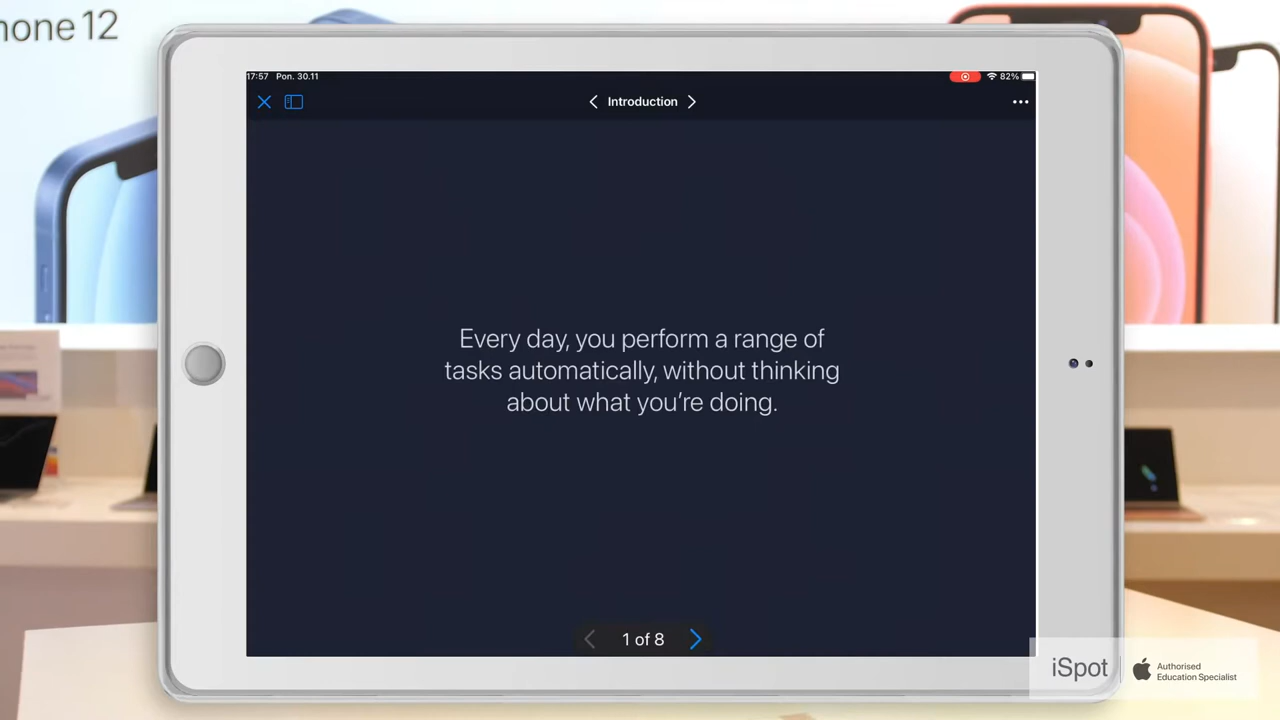 hone 12
17:57 Pon. 30.11
82%
Introduction
Every day, you perform a range of
tasks automatically, without thinking
about what you’re doing.
1 of 8
iSpot
Authorised
Education Specialist